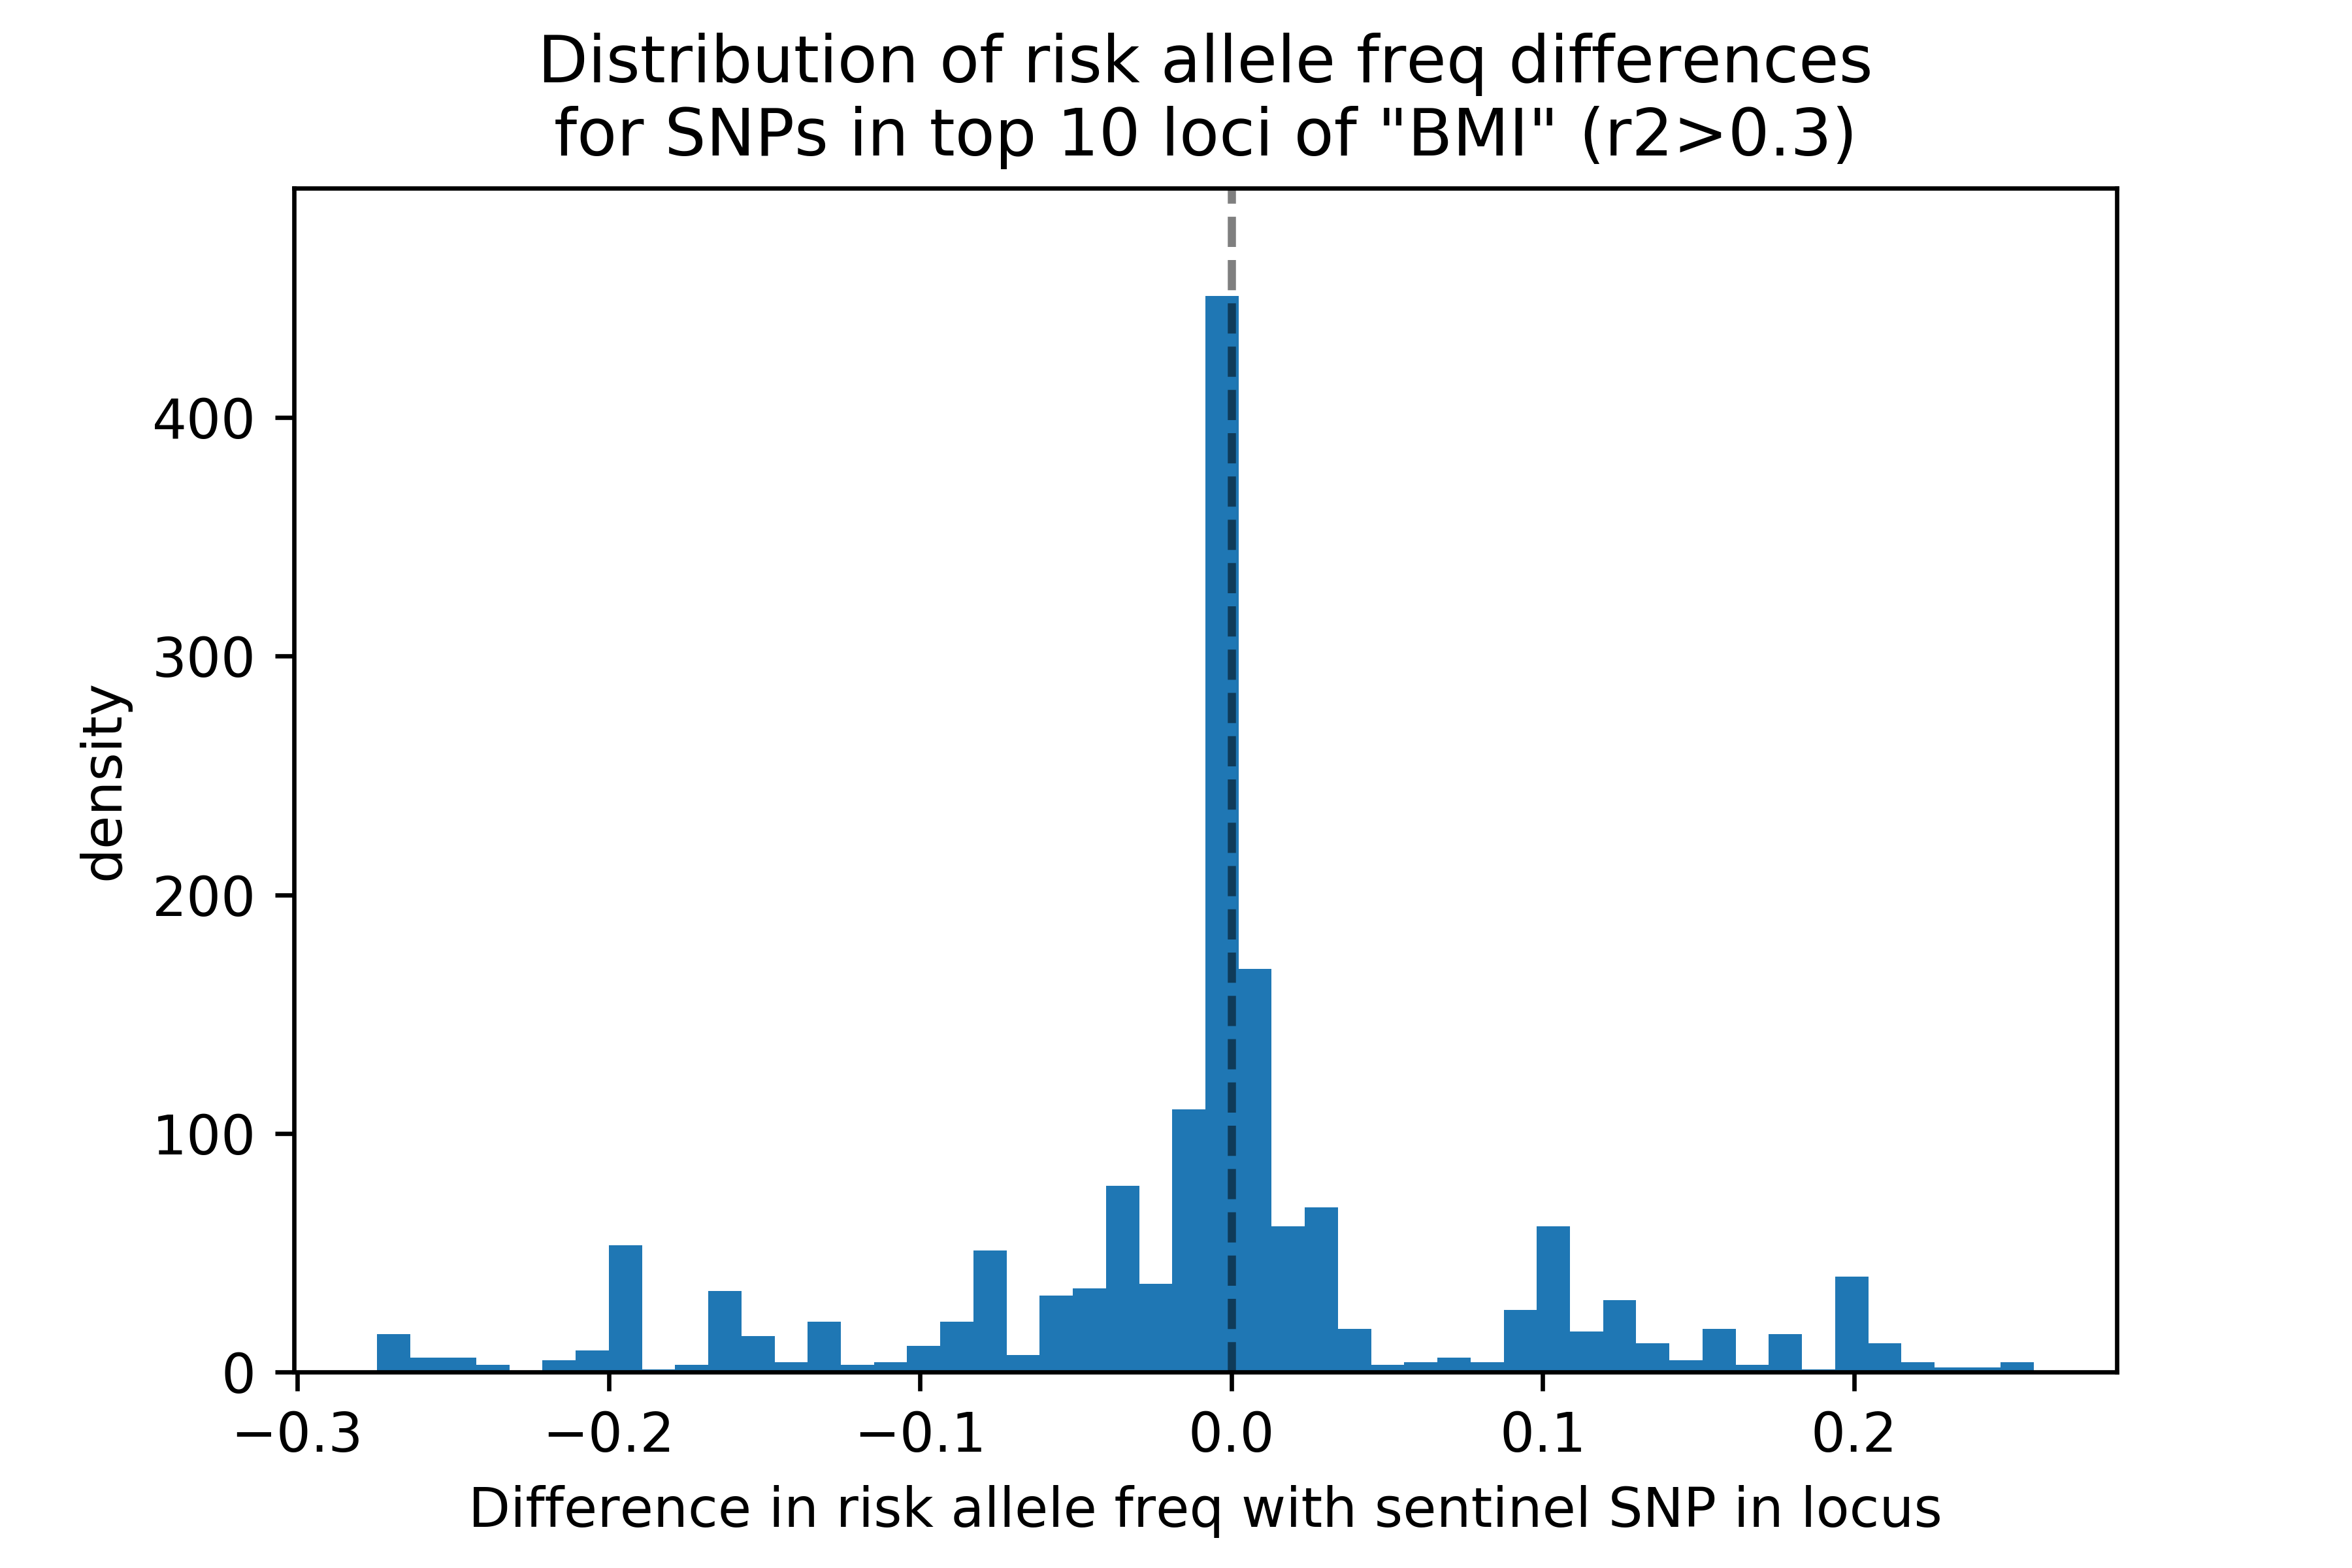 Distribution of risk allele freq differences
for SNPs in top 10 loci of "BMI" (r2>0.3)
400
300
200
100
0
density
−0.3 −0.2 −0.1 0.0 0.1 0.2
Difference in risk allele freq with sentinel SNP in locus